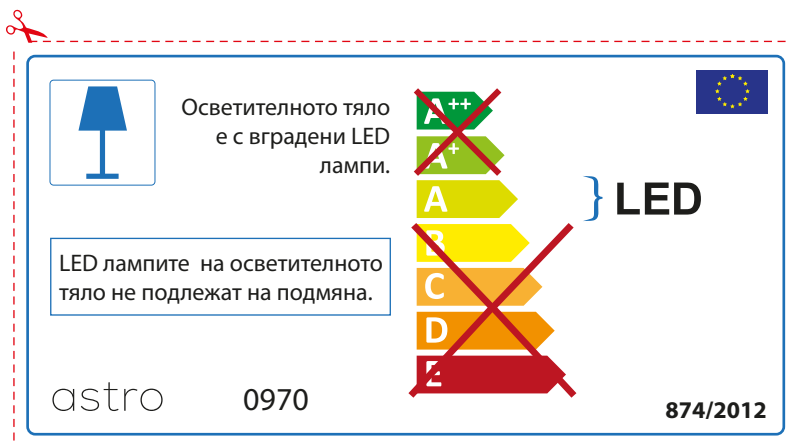 Осветителното тяло
е с вградени LED
лампи.
LED лампите на осветителното
тяло не подлежат на подмяна.
A++
A+
A
B
C
D
E
LED
astro
0970
874/2012